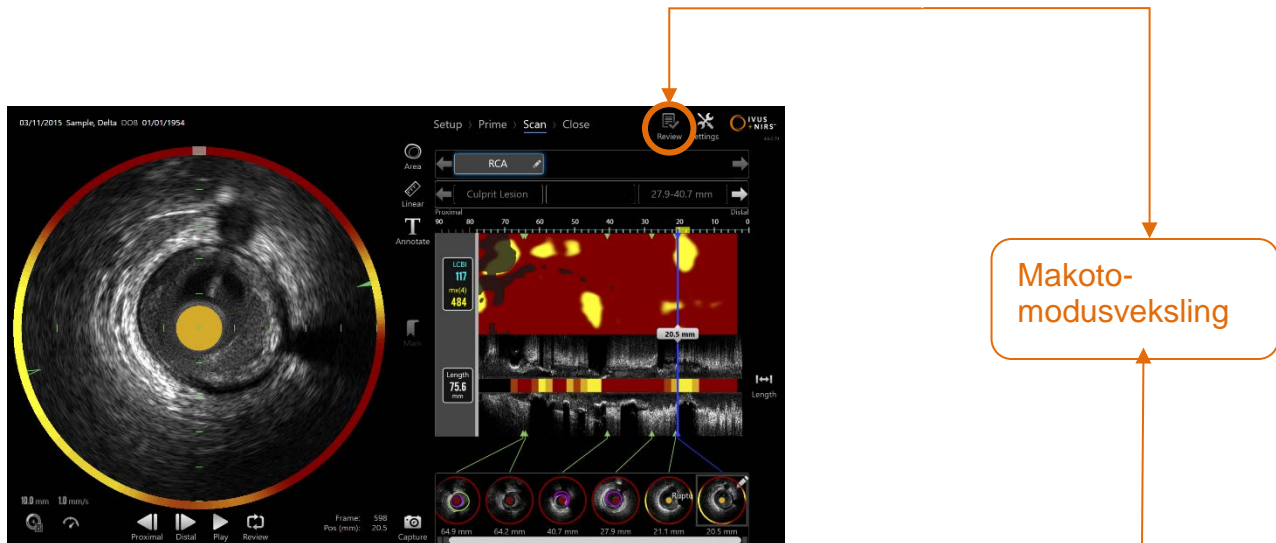 03/11/2015 Sample, Delta DOB 01/01/1954
Setup > Prime > Scan > Close
Review
Settings
IVUS
+NIRS™
Area
RCA
Linear
Culprit Lesion
27.9-40.7 mm
Proximal
Distal
90 80 70 60 50 40 30 20 10 0
T
Annotate
LCBI
117
mx(4)
484
20.5 mm
Mark
Length
75.6
mm
Length
Makoto-
modusveksling
10.0 mm 1.0 mm/s
Proximal Distal Play Review
Frame: 598
Pos (mm): 20.5
Capture
Ruptu
64.9 mm 64.2 mm 40.7 mm 27.9 mm 21.1 mm 20.5 mm